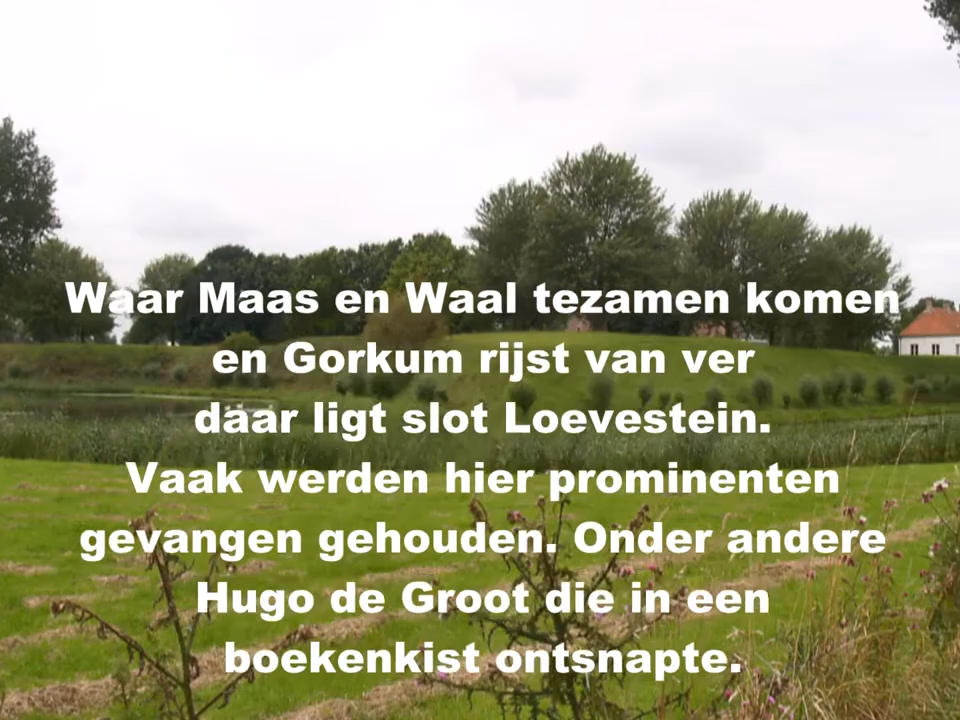 Waar Maas en Waal tezamen komen
en Gorkum rijst van ver
daar ligt slot Loevestein.
Vaak werden hier prominenten
gevangen gehouden. Onder andere
Hugo de Groot die in een
boekenkist ontsnapte.